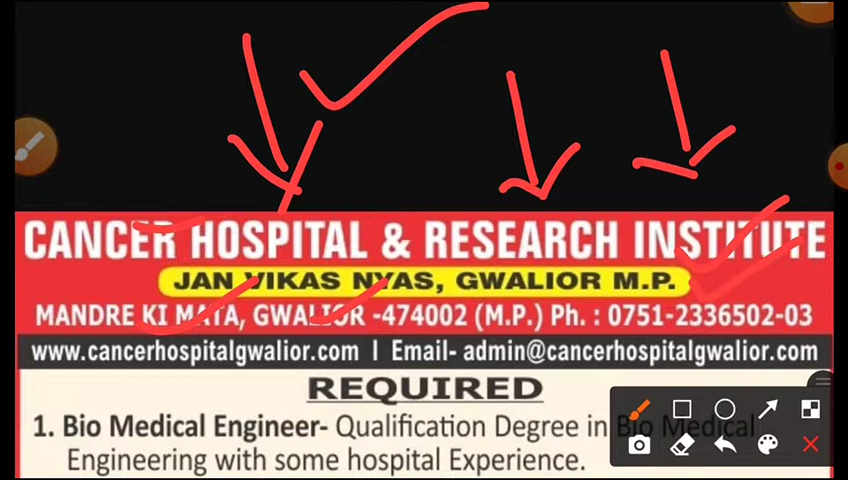 CANCER HOSPITAL & RESEARCH INSTITUTE
JAN VIKAS NYAS, GWALIOR M.P.
MANDRE KI MATA, GWALIOR -474002 (M.P.) Ph. : 0751-2336502-03
www.cancerhospitalgwalior.com I Email- admin@cancerhospitalgwalior.com
REQUIRED
1. Bio Medical Engineer- Qualification Degree in Bio Medical
Engineering with some hospital Experience.